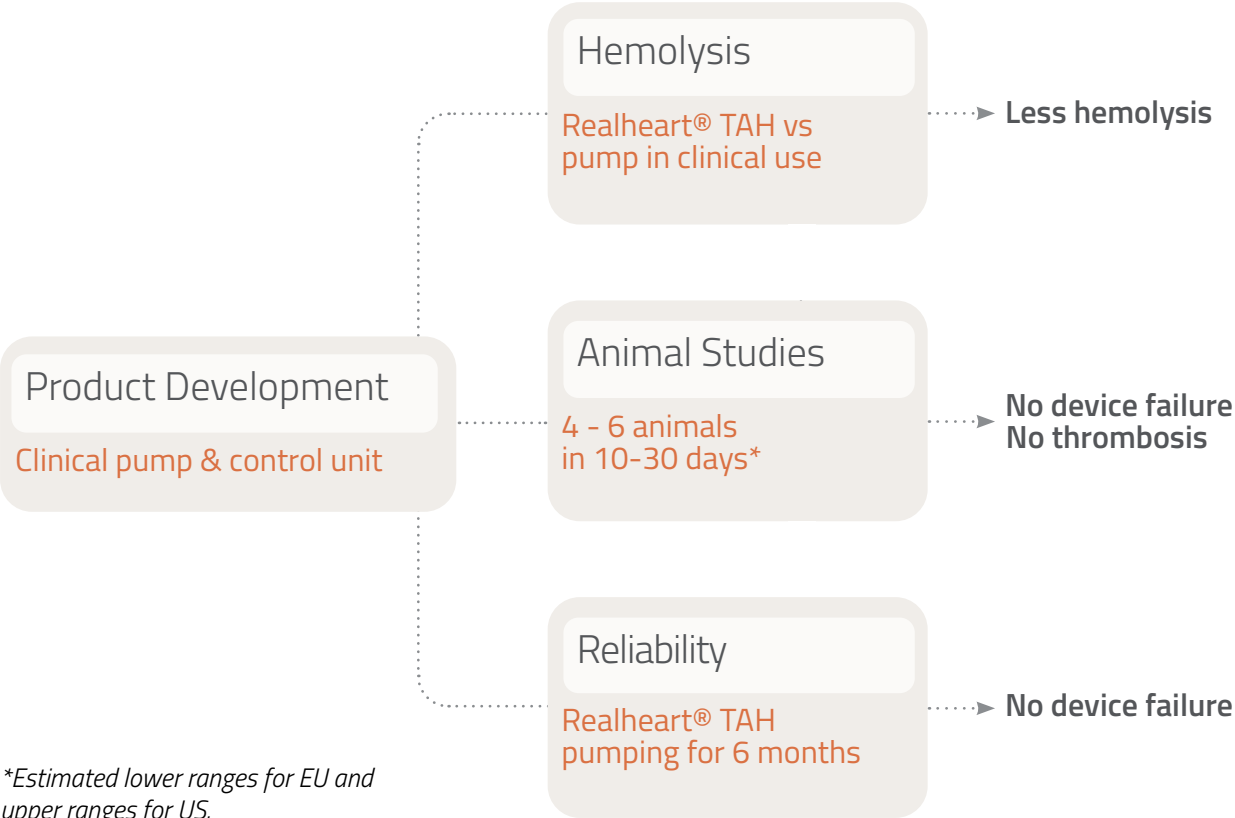 Hemolysis
Realheart® TAH vs
pump in clinical use
Less hemolysis
Product Development
Clinical pump & control unit
Animal Studies
4 - 6 animals
in 10-30 days*
No device failure
No thrombosis
Reliability
Realheart® TAH
pumping for 6 months
No device failure
*Estimated lower ranges for EU and
upper ranges for US.